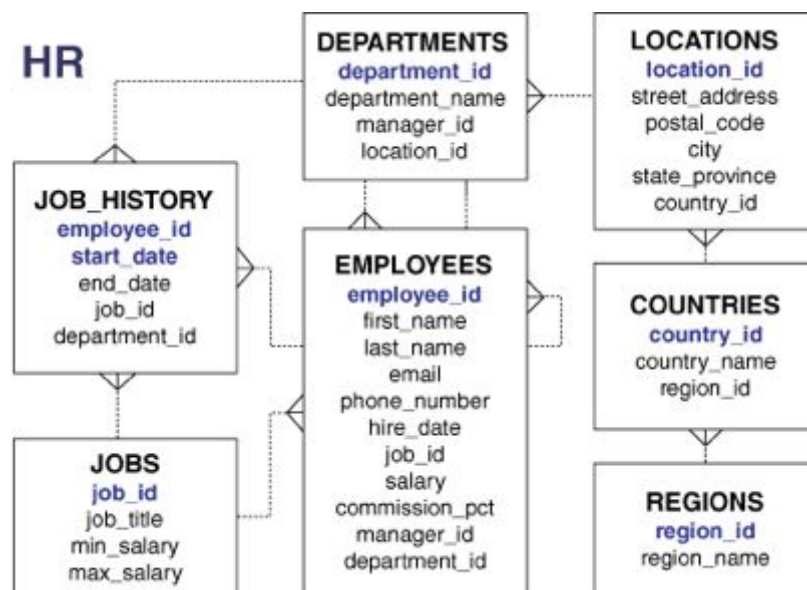 HR
DEPARTMENTS
department_id
department_name
manager_id
location_id
LOCATIONS
location_id
street_address
postal_code
city
state_province
country_id
JOB_HISTORY
employee_id
start_date
end_date
job_id
department_id
EMPLOYEES
employee_id
first_name
last_name
email
phone_number
hire_date
job_id
salary
commission_pct
manager_id
department_id
COUNTRIES
country_id
country_name
region_id
JOBS
job_id
job_title
min_salary
max_salary
REGIONS
region_id
region_name